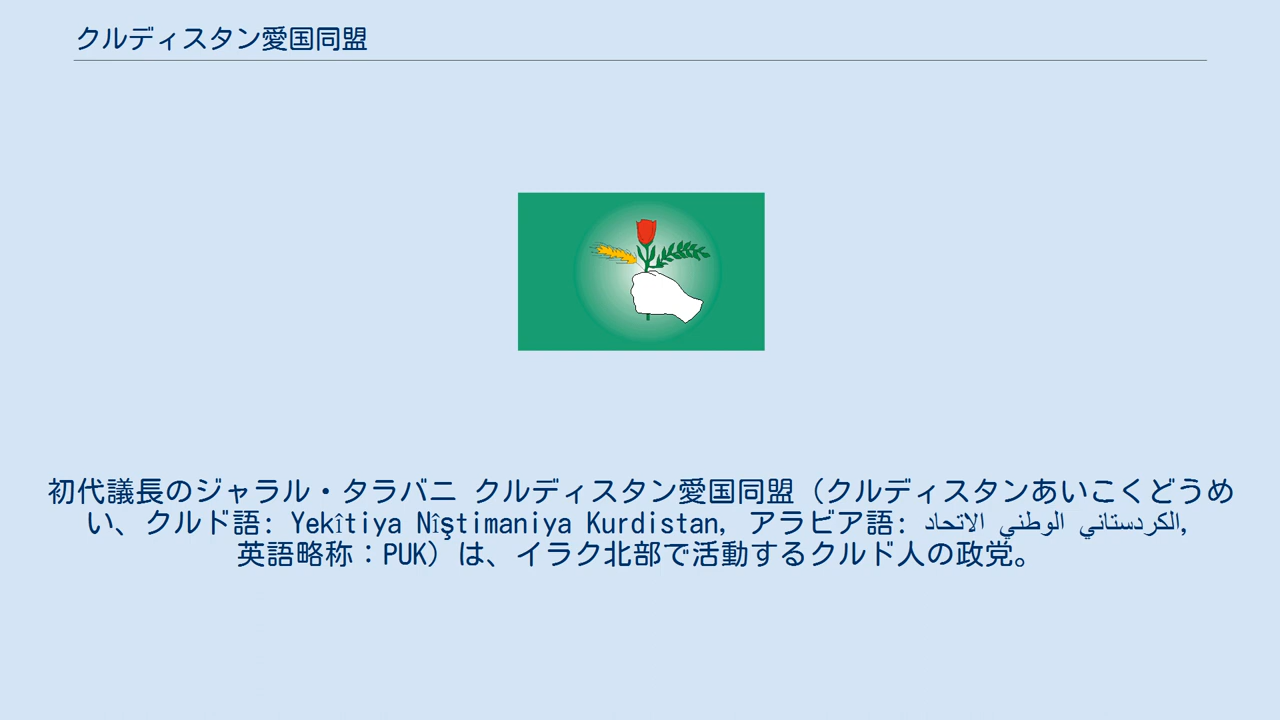 クルディスタン愛国同盟
初代議長のジャラル・タラバニ クルディスタン愛国同盟（クルディスタンあいこくどうめ
い、クルド語: Yekîtiya Nîştimaniya Kurdistan, アラビア語: الكردستاني الوطني الاتحاد,
英語略称：PUK）は、イラク北部で活動するクルド人の政党。